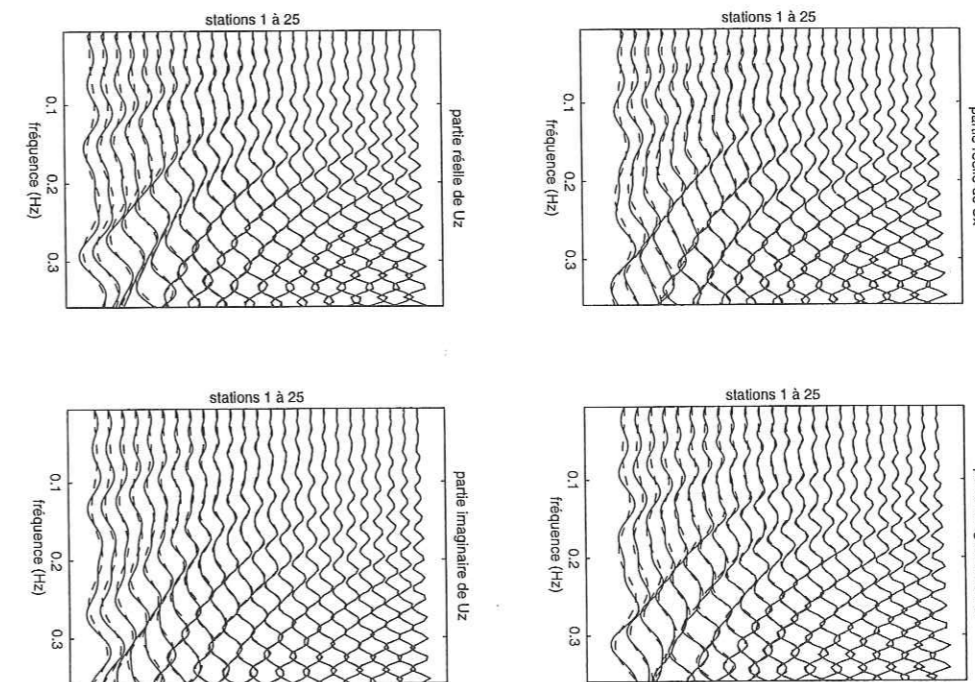 stations 1 à 25
0.1
0.2
0.3
fréquence (Hz)
partie réelle de Uz
stations 1 à 25
0.1
0.2
0.3
fréquence (Hz)
stations 1 à 25
0.1
0.2
0.3
fréquence (Hz)
partie imaginaire de Uz
stations 1 à 25
0.1
0.2
0.3
fréquence (Hz)